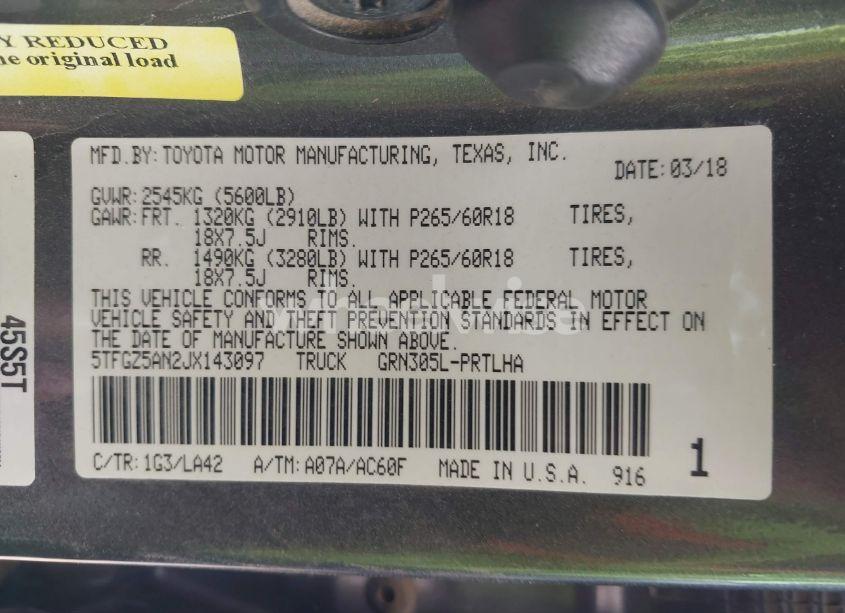 Y REDUCED
he original load
45S5T
MFD.BY: TOYOTA MOTOR MANUFACTURING, TEXAS, INC.
DATE: 03/18
GVWR: 2545KG (5600LB)
GAWR: FRT. 1320KG (2910LB) WITH P265/60R18 TIRES,
18X7.5J RIMS.
RR. 1490KG (3280LB) WITH P265/60R18 TIRES,
18X7.5J RIMS.
THIS VEHICLE CONFORMS TO ALL APPLICABLE FEDERAL MOTOR
VEHICLE SAFETY AND THEFT PREVENTION STANDARDS IN EFFECT ON
THE DATE OF MANUFACTURE SHOWN ABOVE.
5TFGZ5AN2JX143097 TRUCK GRN305L-PRTLHA
C/TR: 1G3/LA42 A/TM: A07A/AC60F MADE IN U.S.A. 916
1